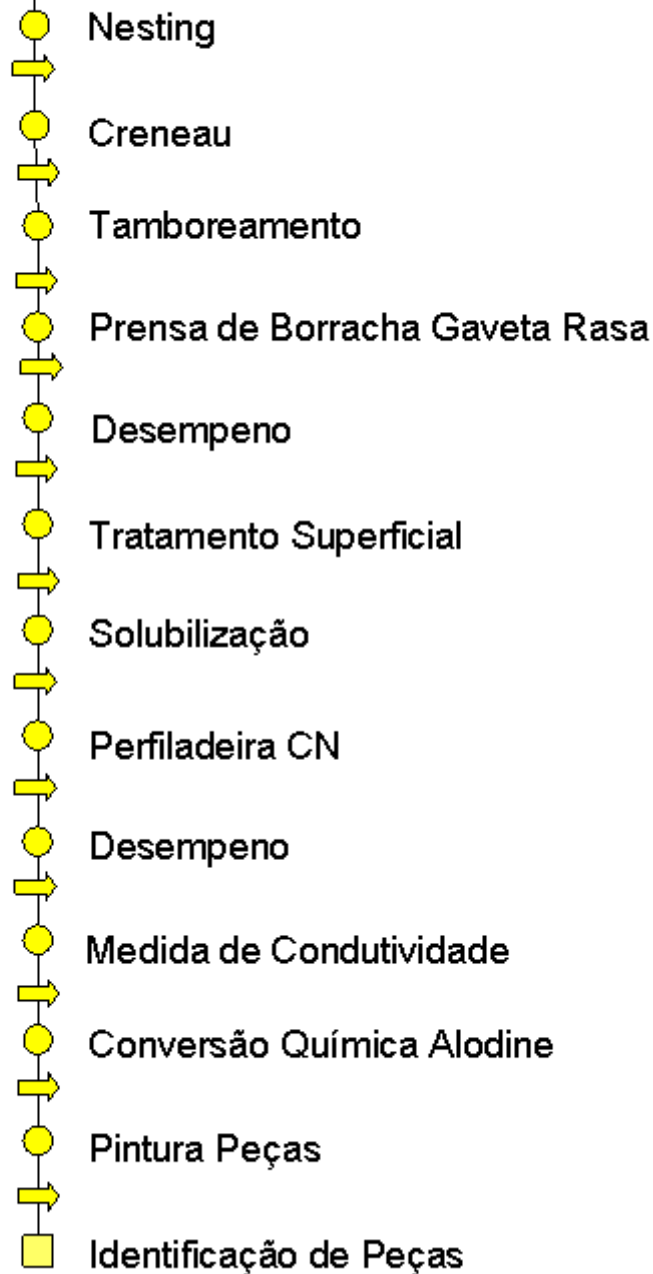 Nesting
Creneau
Tamboreamento
Prensa de Borracha Gaveta Rasa
Desempeno
Tratamento Superficial
Solubilização
Perfiladeira CN
Desempeno
Medida de Condutividade
Conversão Química Alodine
Pintura Peças
Identificação de Peças